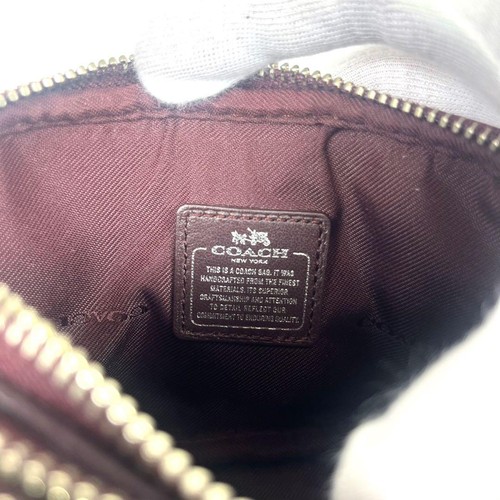 COACH
NEW YORK
THIS IS A COACH BAG. IT WAS
HANDCRAFTED FROM THE FINEST
MATERIALS. ITS SUPERIOR
CRAFTSMANSHIP AND ATTENTION
TO DETAIL REFLECT OUR
COMMITMENT TO ENDURING QUALITY.